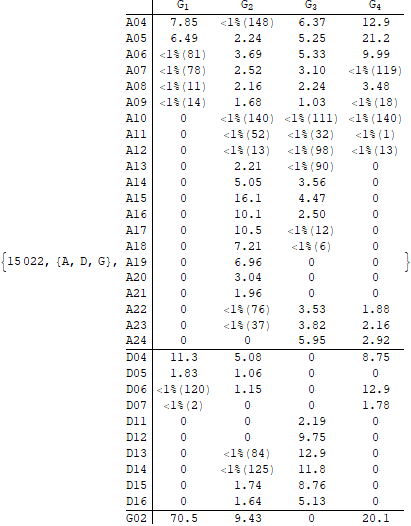 G1 G2 G3 G4
A04 7.85 <1%(148) 6.37 12.9
A05 6.49 2.24 5.25 21.2
A06 <1%(81) 3.69 5.33 9.99
A07 <1%(78) 2.52 3.10 <1%(119)
A08 <1%(11) 2.16 2.24 3.48
A09 <1%(14) 1.68 1.03 <1%(18)
A10 0 <1%(140) <1%(111) <1%(140)
A11 0 <1%(52) <1%(32) <1%(1)
A12 0 <1%(13) <1%(98) <1%(13)
A13 0 2.21 <1%(90) 0
A14 0 5.05 3.56 0
A15 0 16.1 4.47 0
A16 0 10.1 2.50 0
A17 0 10.5 <1%(12) 0
A18 0 7.21 <1%(6) 0
{15022, {A, D, G}, A19 0 6.96 0 0 }
A20 0 3.04 0 0
A21 0 1.96 0 0
A22 0 <1%(76) 3.53 1.88
A23 0 <1%(37) 3.82 2.16
A24 0 0 5.95 2.92
D04 11.3 5.08 0 8.75
D05 1.83 1.06 0 0
D06 <1%(120) 1.15 0 12.9
D07 <1%(2) 0 0 1.78
D11 0 0 2.19 0
D12 0 0 9.75 0
D13 0 <1%(84) 12.9 0
D14 0 <1%(125) 11.8 0
D15 0 1.74 8.76 0
D16 0 1.64 5.13 0
G02 70.5 9.43 0 20.1